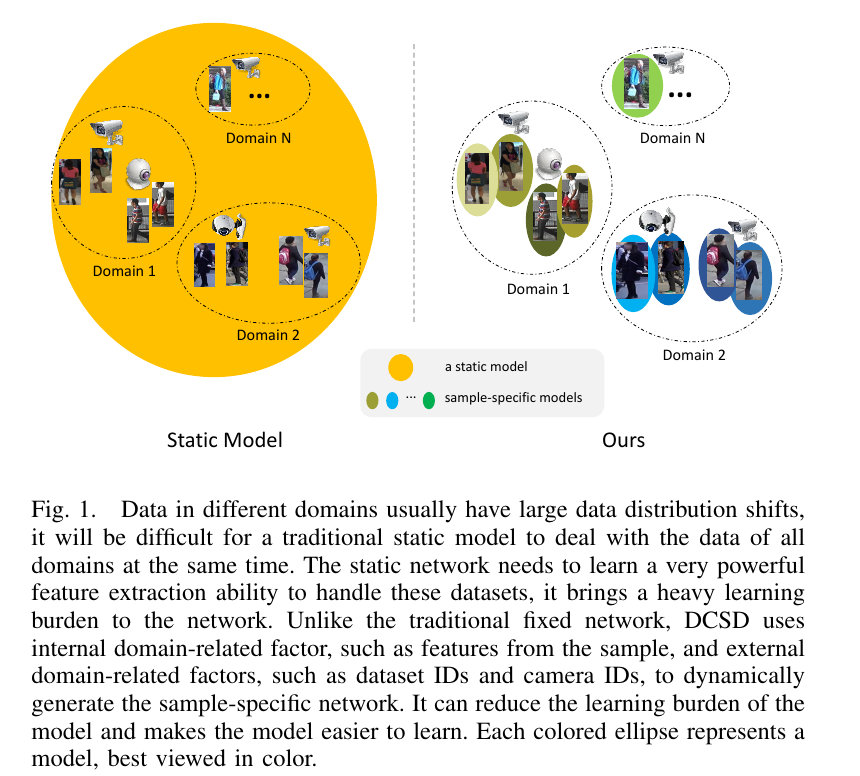 ...
Domain N
Domain 1
Domain 2
...
Domain N
Domain 1
Domain 2
a static model
... sample-specific models
Static Model
Ours
Fig. 1. Data in different domains usually have large data distribution shifts,
it will be difficult for a traditional static model to deal with the data of all
domains at the same time. The static network needs to learn a very powerful
feature extraction ability to handle these datasets, it brings a heavy learning
burden to the network. Unlike the traditional fixed network, DCSD uses
internal domain-related factor, such as features from the sample, and external
domain-related factors, such as dataset IDs and camera IDs, to dynamically
generate the sample-specific network. It can reduce the learning burden of the
model and makes the model easier to learn. Each colored ellipse represents a
model, best viewed in color.